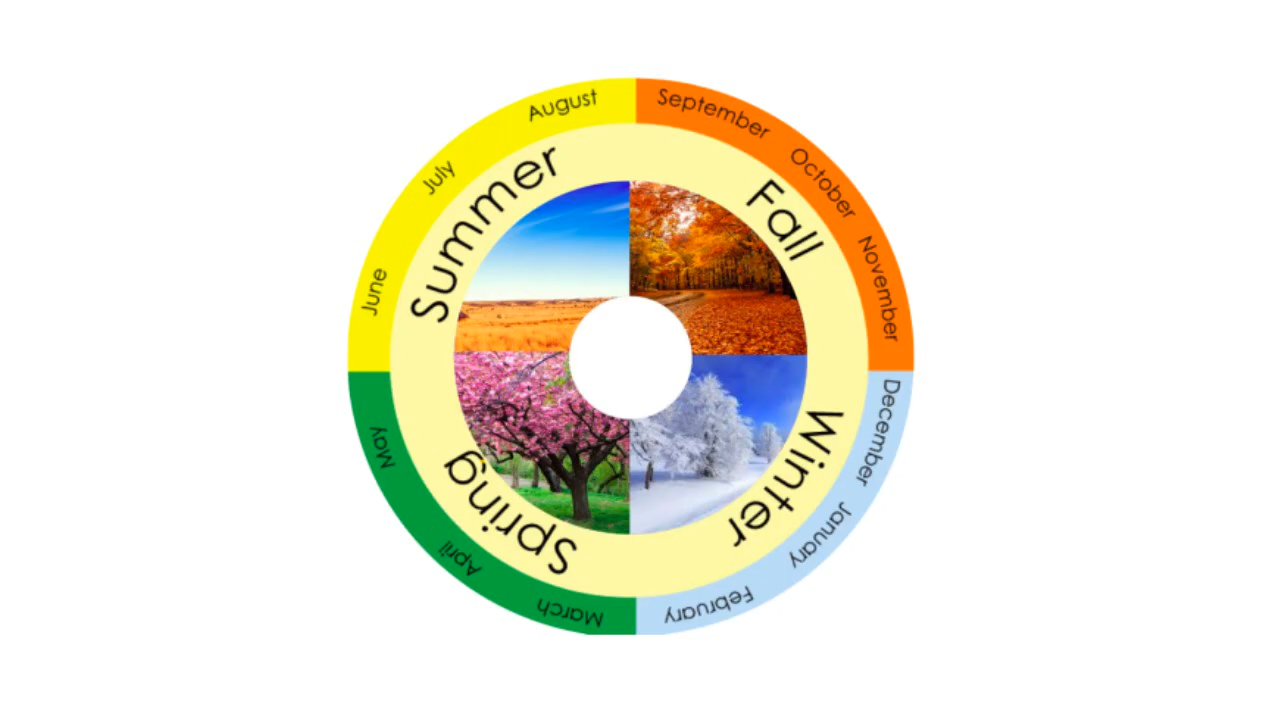 September
October
November
December
January
February
March
April
May
June
July
August
Fall
Winter
Spring
Summer